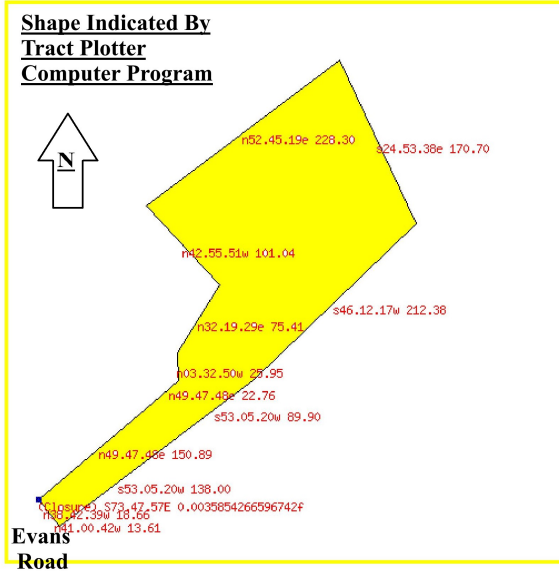 Shape Indicated By
Tract Plotter
Computer Program
N
n52.45.19e 228.30
s24.53.38e 170.70
n42.55.51w 101.04
s46.12.17w 212.38
n32.19.29e 75.41
n03.32.50w 25.95
n49.47.48e 22.76
s53.05.20w 89.90
n49.47.48e 150.89
s53.05.20w 138.00
(Closure) S73.47.57E 0.0035854266596742f
n38.42.39w 18.66
n41.00.42w 13.61
Evans
Road